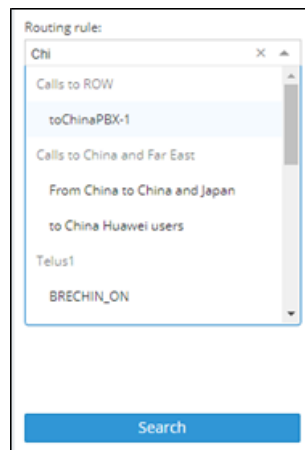 Routing rule:
Chi
Calls to ROW
toChinaPBX-1
Calls to China and Far East
From China to China and Japan
to China Huawei users
Telus1
BRECHIN_ON
Search